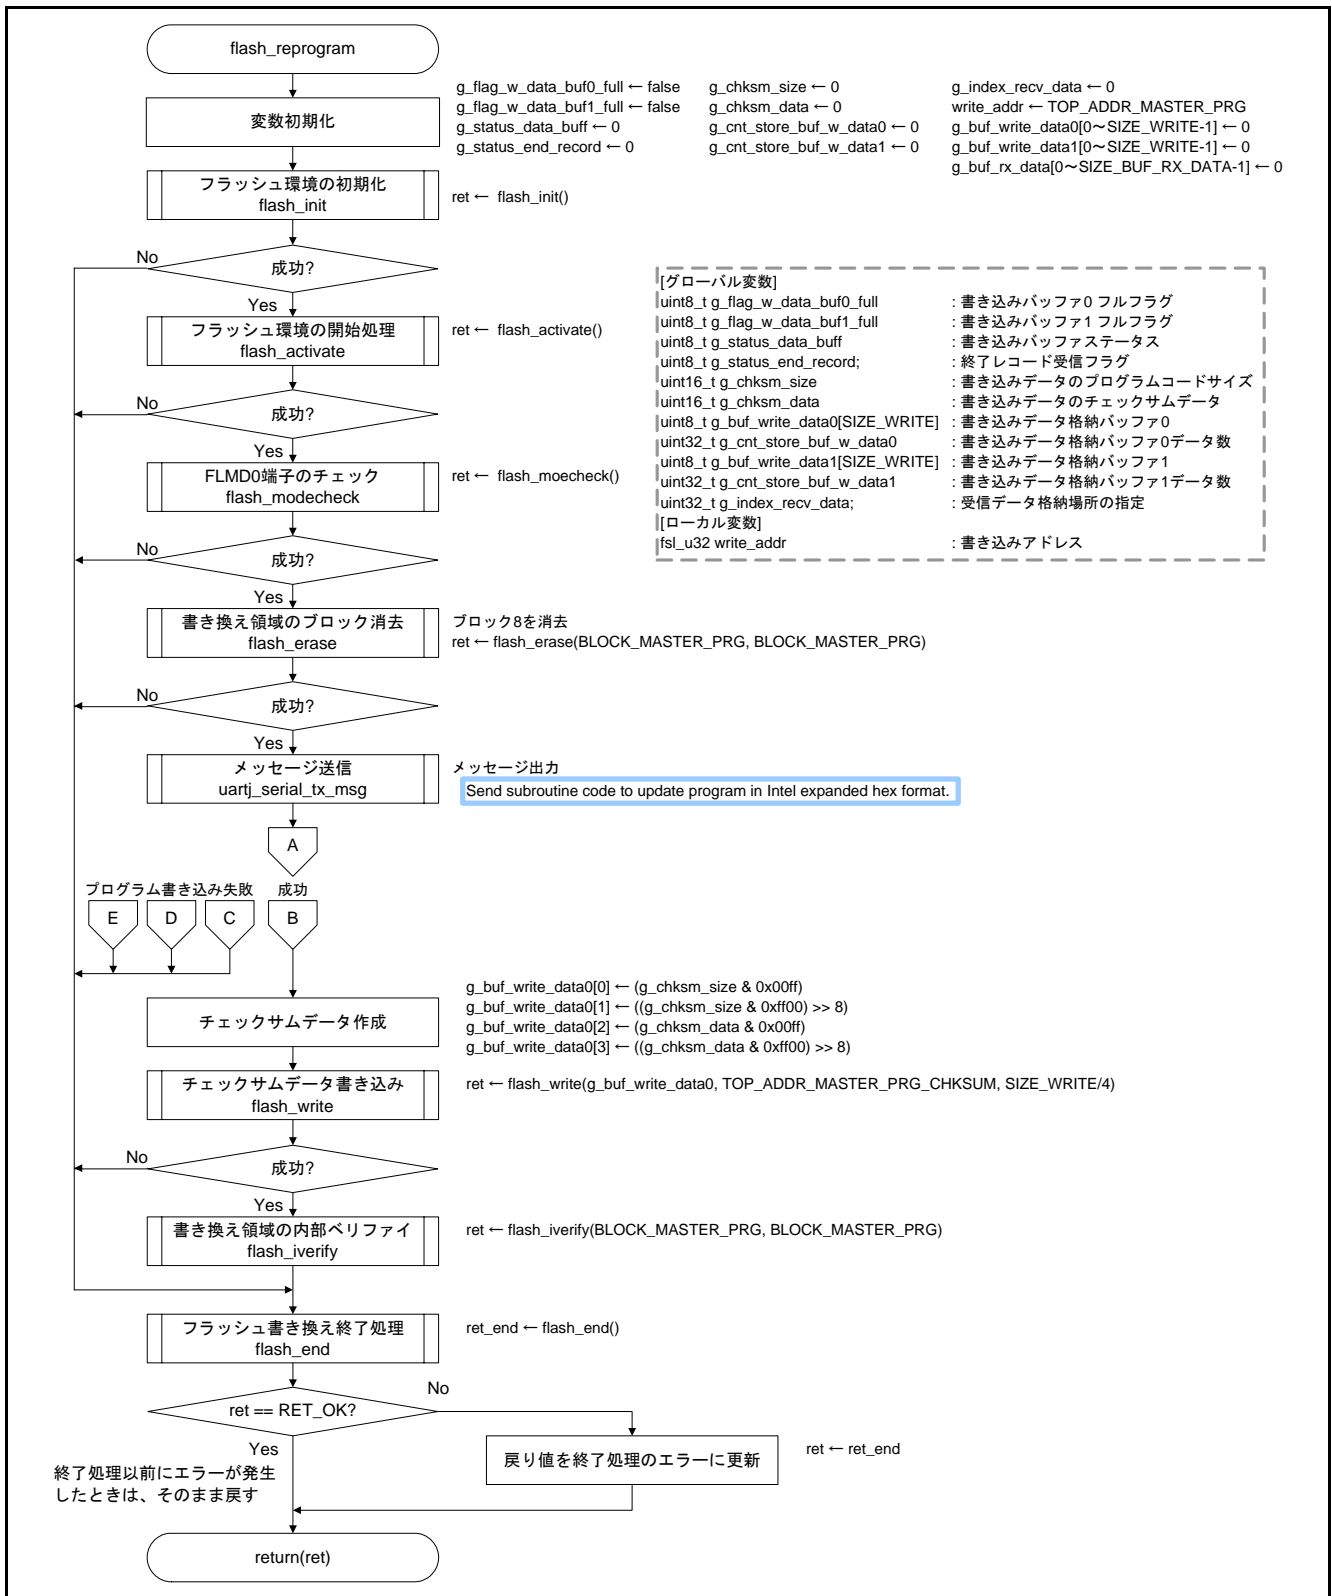 flash_reprogram
変数初期化
g_flag_w_data_buf0_full ← false
g_flag_w_data_buf1_full ← false
g_status_data_buff ← 0
g_status_end_record ← 0
g_chksm_size ← 0
g_chksm_data ← 0
g_cnt_store_buf_w_data0 ← 0
g_cnt_store_buf_w_data1 ← 0
g_index_recv_data ← 0
write_addr ← TOP_ADDR_MASTER_PRG
g_buf_write_data0[0～SIZE_WRITE-1] ← 0
g_buf_write_data1[0～SIZE_WRITE-1] ← 0
g_buf_rx_data[0～SIZE_BUF_RX_DATA-1] ← 0
フラッシュ環境の初期化
flash_init
ret ← flash_init()
No
成功?
Yes
フラッシュ環境の開始処理
flash_activate
ret ← flash_activate()
[グローバル変数]
uint8_t g_flag_w_data_buf0_full : 書き込みバッファ0 フルフラグ
uint8_t g_flag_w_data_buf1_full : 書き込みバッファ1 フルフラグ
uint8_t g_status_data_buff : 書き込みバッファステータス
uint8_t g_status_end_record; : 終了レコード受信フラグ
uint16_t g_chksm_size : 書き込みデータのプログラムコードサイズ
uint16_t g_chksm_data : 書き込みデータのチェックサムデータ
uint8_t g_buf_write_data0[SIZE_WRITE] : 書き込みデータ格納バッファ0
uint32_t g_cnt_store_buf_w_data0 : 書き込みデータ格納バッファ0データ数
uint8_t g_buf_write_data1[SIZE_WRITE] : 書き込みデータ格納バッファ1
uint32_t g_cnt_store_buf_w_data1 : 書き込みデータ格納バッファ1データ数
uint32_t g_index_recv_data; : 受信データ格納場所の指定
[ローカル変数]
fsl_u32 write_addr : 書き込みアドレス
No
成功?
Yes
FLMD0端子のチェック
flash_modecheck
ret ← flash_moecheck()
No
成功?
Yes
書き換え領域のブロック消去
flash_erase
ブロック8を消去
ret ← flash_erase(BLOCK_MASTER_PRG, BLOCK_MASTER_PRG)
No
成功?
Yes
メッセージ送信
uartj_serial_tx_msg
メッセージ出力
Send subroutine code to update program in Intel expanded hex format.
A
プログラム書き込み失敗 成功
E D C B
チェックサムデータ作成
g_buf_write_data0[0] ← (g_chksm_size & 0x00ff)
g_buf_write_data0[1] ← ((g_chksm_size & 0xff00) >> 8)
g_buf_write_data0[2] ← (g_chksm_data & 0x00ff)
g_buf_write_data0[3] ← ((g_chksm_data & 0xff00) >> 8)
チェックサムデータ書き込み
flash_write
ret ← flash_write(g_buf_write_data0, TOP_ADDR_MASTER_PRG_CHKSUM, SIZE_WRITE/4)
No
成功?
Yes
書き換え領域の内部ベリファイ
flash_iverify
ret ← flash_iverify(BLOCK_MASTER_PRG, BLOCK_MASTER_PRG)
フラッシュ書き換え終了処理
flash_end
ret_end ← flash_end()
No
ret == RET_OK?
Yes
終了処理以前にエラーが発生
したときは、そのまま戻す
戻り値を終了処理のエラーに更新
ret ← ret_end
return(ret)